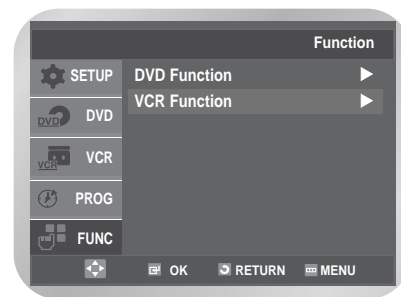 Function
SETUP
DVD Function
VCR Function
DVD DVD
VCR VCR
PROG
FUNC
OK RETURN MENU